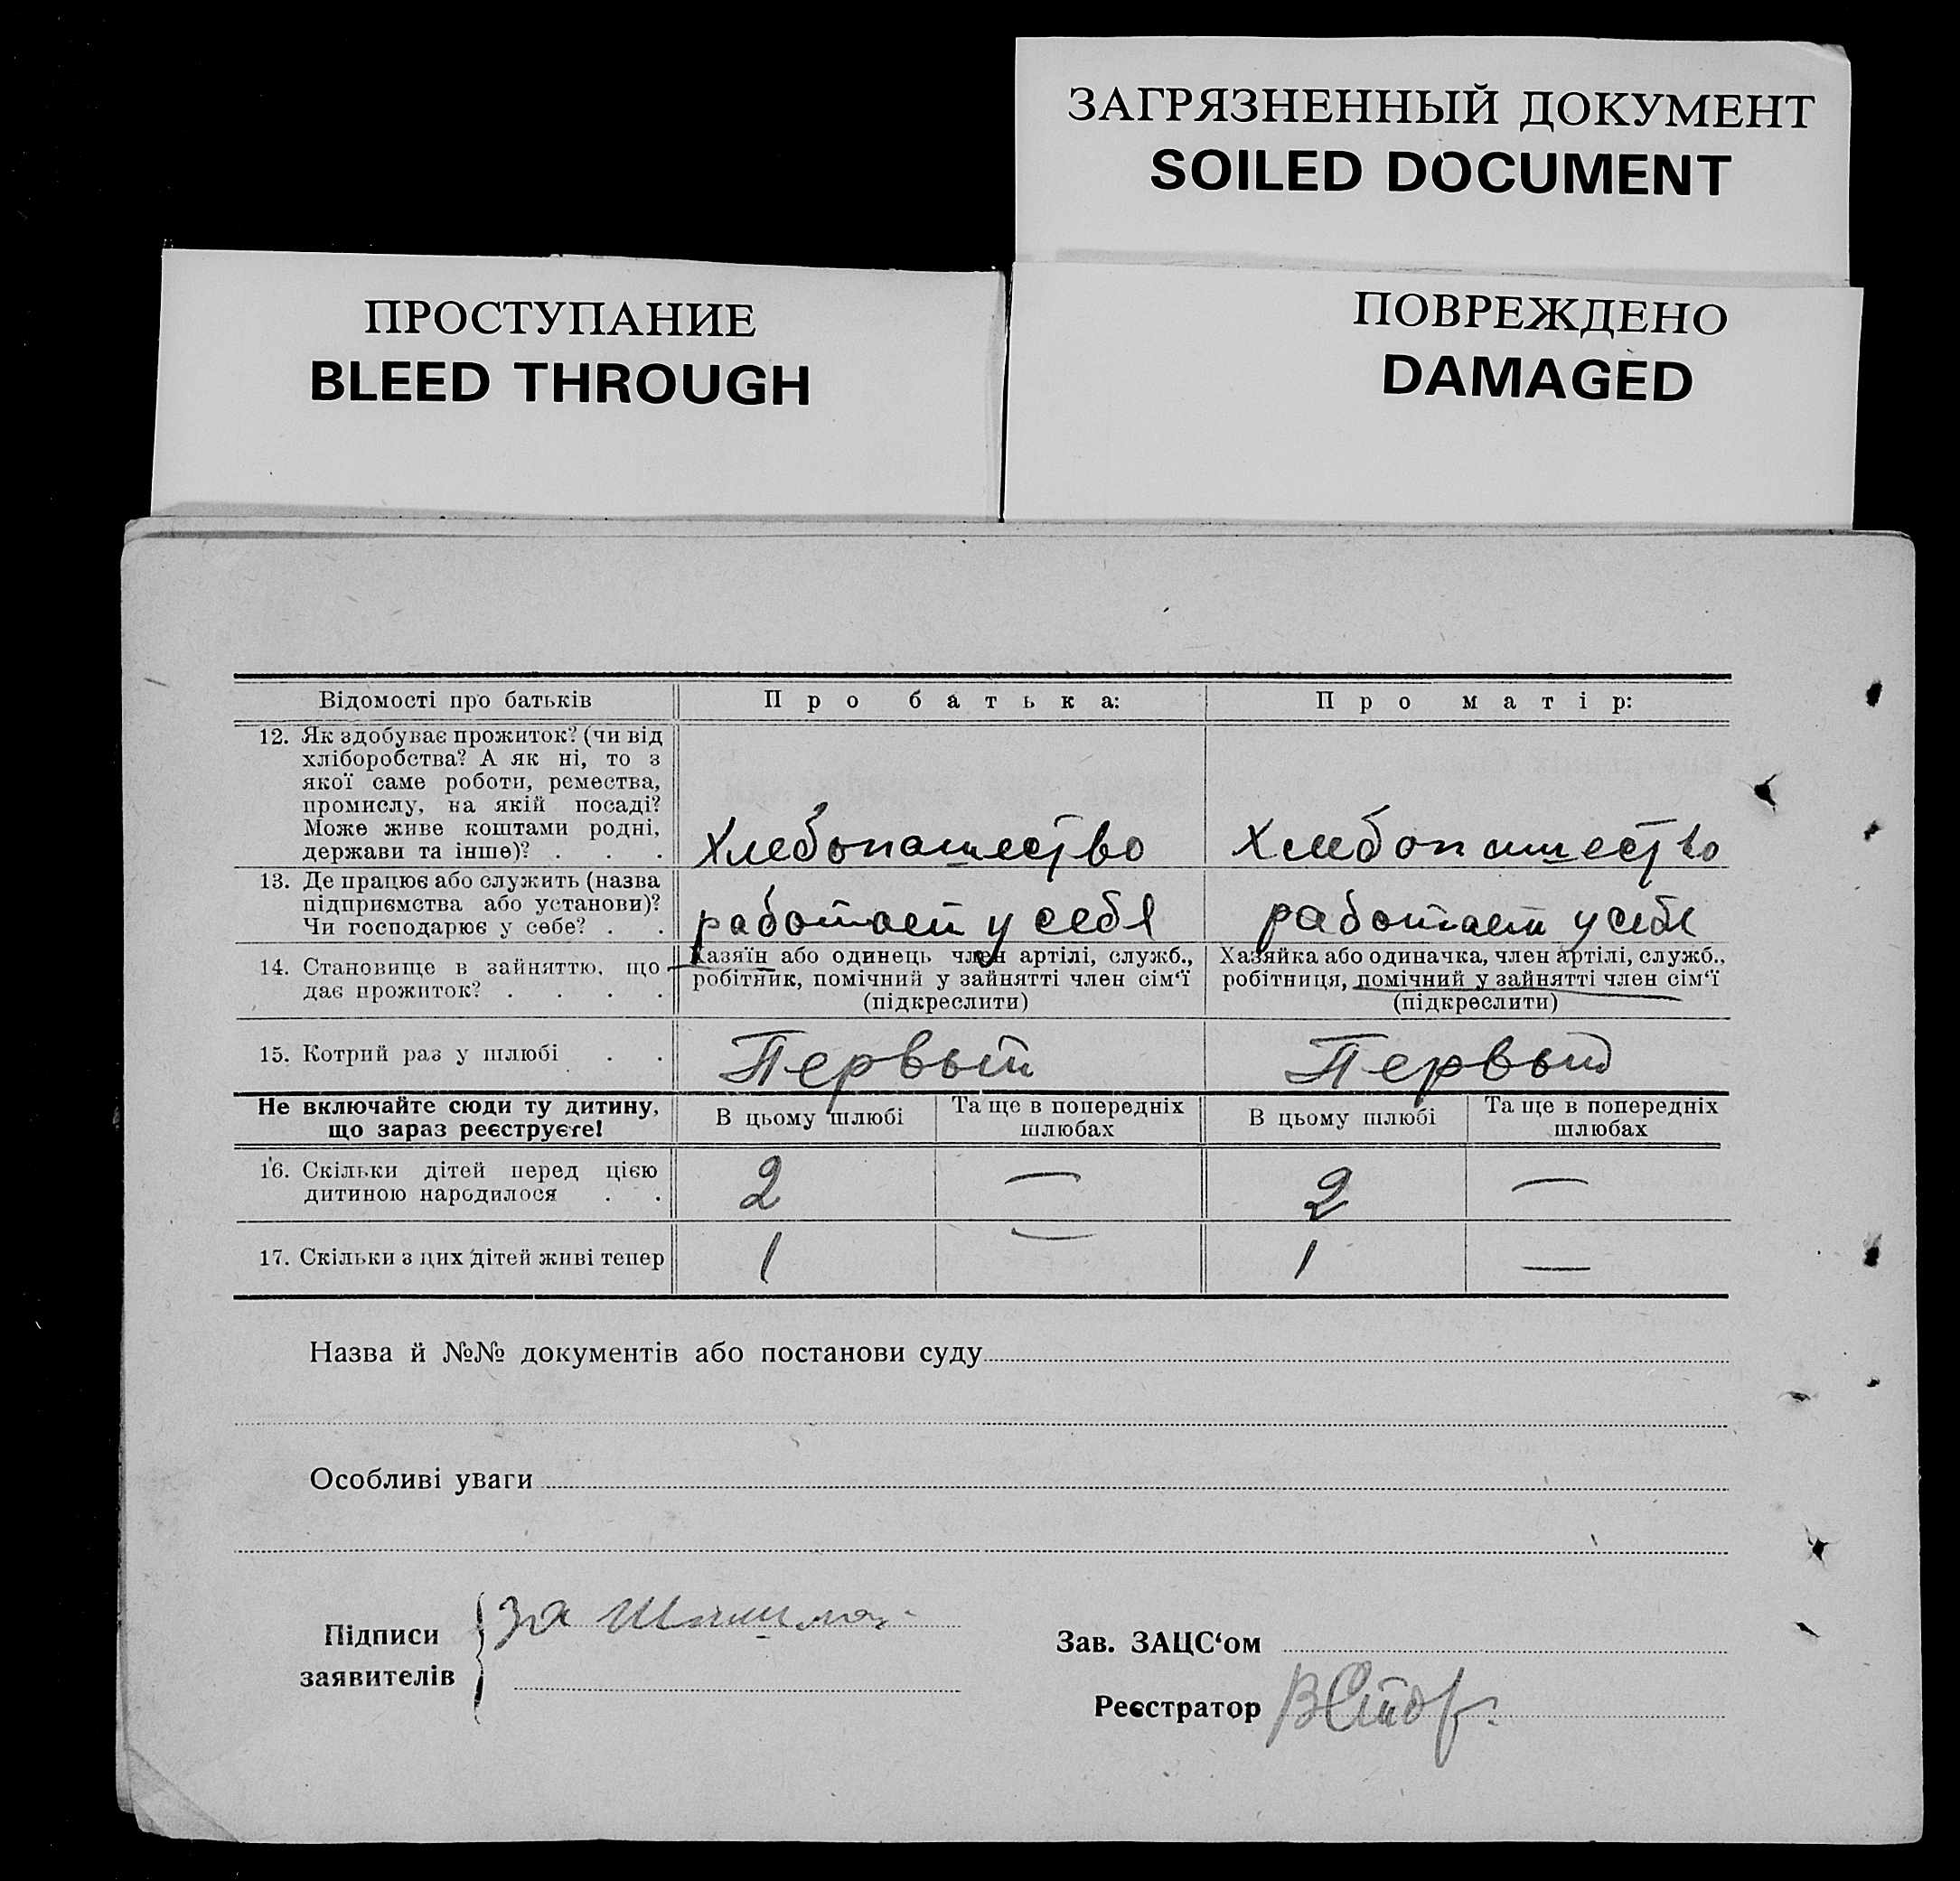 ЗАГРЯЗНЕННЫЙ ДОКУМЕНТ
SOILED DOCUMENT
ПРОСТУПАНИЕ
BLEED THROUGH
ПОВРЕЖДЕНО
DAMAGED
Відомості про батьків
Про батька:
Про матір:
12. Як здобуває прожиток? (чи від
хліборобства? А як ні, то з
якої саме роботи, ремества,
промислу, на якій посаді?
Може живе коштами родні,
держави та інше)? . . .
Хлебопашество
Хлебопашество
13. Де працює або служить (назва
підприємства або установи)?
Чи господарює у себе? . .
работает у себя
работает у себе
14. Становище в зайняттю, що
дає прожиток? . . . .
Хазяїн або одинець член артілі, служб.,
робітник, помічний у зайнятті член сім‘ї
(підкреслити)
Хазяйка або одиначка, член артілі, служб.,
робітниця, помічний у зайнятті член сім‘ї
(підкреслити)
15. Котрий раз у шлюбі . .
Первый
Первый
Не включайте сюди ту дитину,
що зараз реєструєте!
В цьому шлюбі
Та ще в попередніх
шлюбах
В цьому шлюбі
Та ще в попередніх
шлюбах
16. Скільки дітей перед цією
дитиною народилося . .
2
—
2
—
17. Скільки з цих дітей живі тепер
1
—
1
—
Назва й №№ документів або постанови суду
Особливі уваги
Підписи
заявителів
за
Зав. ЗАЦС‘ом
Реєстратор